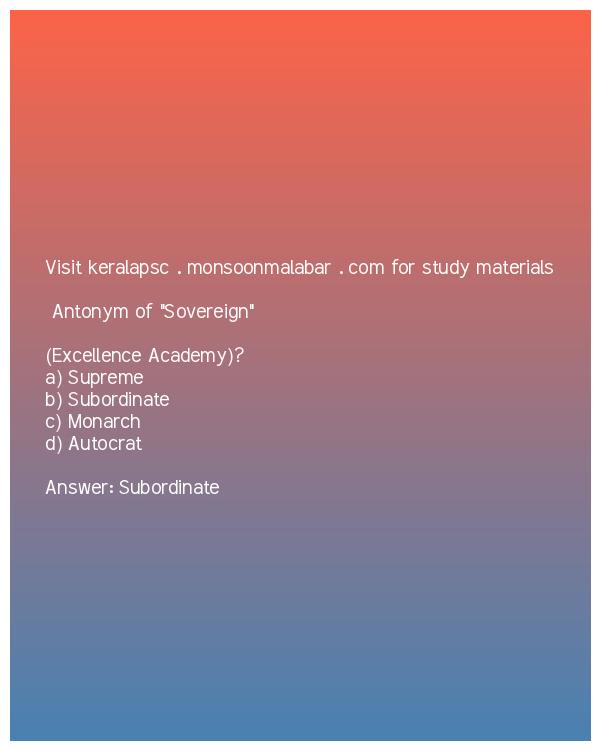 Visit keralapsc . monsoonmalabar . com for study materials
Antonym of "Sovereign"
(Excellence Academy)?
a) Supreme
b) Subordinate
c) Monarch
d) Autocrat
Answer: Subordinate